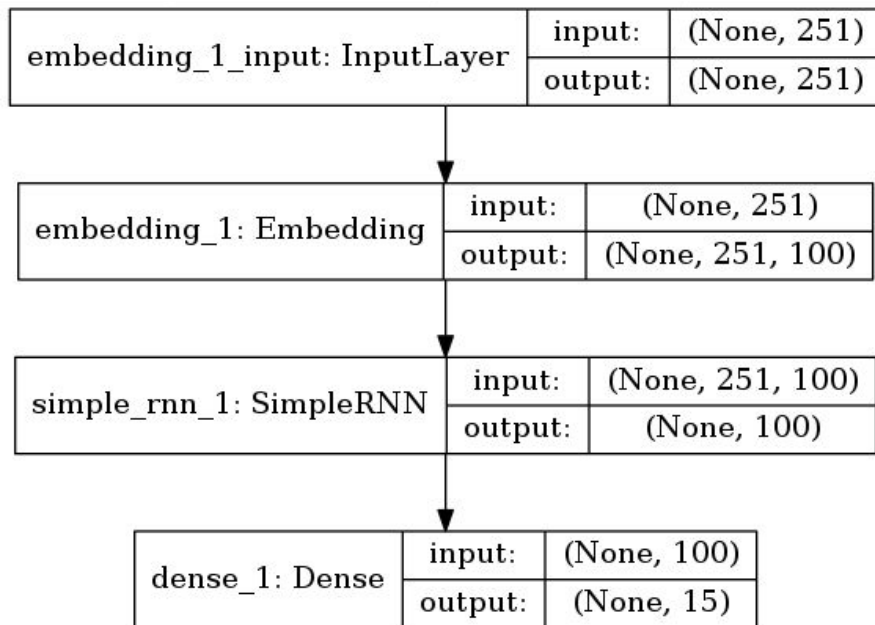 embedding_1_input: InputLayer
input: (None, 251)
output: (None, 251)
embedding_1: Embedding
input: (None, 251)
output: (None, 251, 100)
simple_rnn_1: SimpleRNN
input: (None, 251, 100)
output: (None, 100)
dense_1: Dense
input: (None, 100)
output: (None, 15)